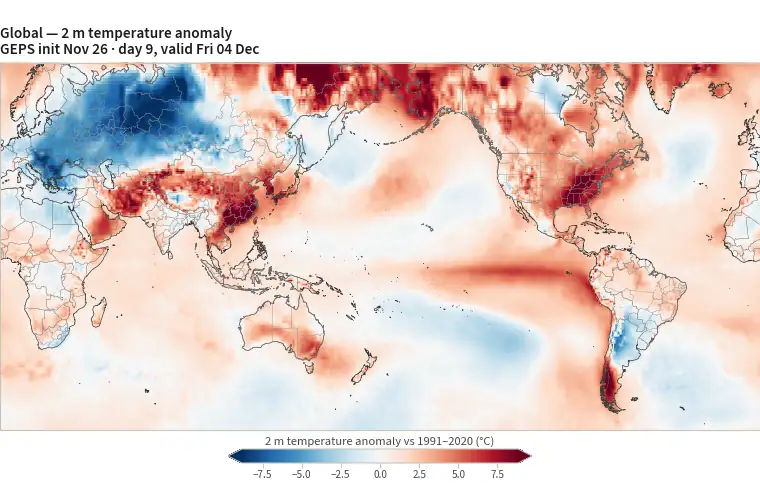 Global — 2 m temperature anomaly
GEPS init Nov 26 · day 9, valid Fri 04 Dec
2 m temperature anomaly vs 1991–2020 (°C)
−7.5 −5.0 −2.5 0.0 2.5 5.0 7.5